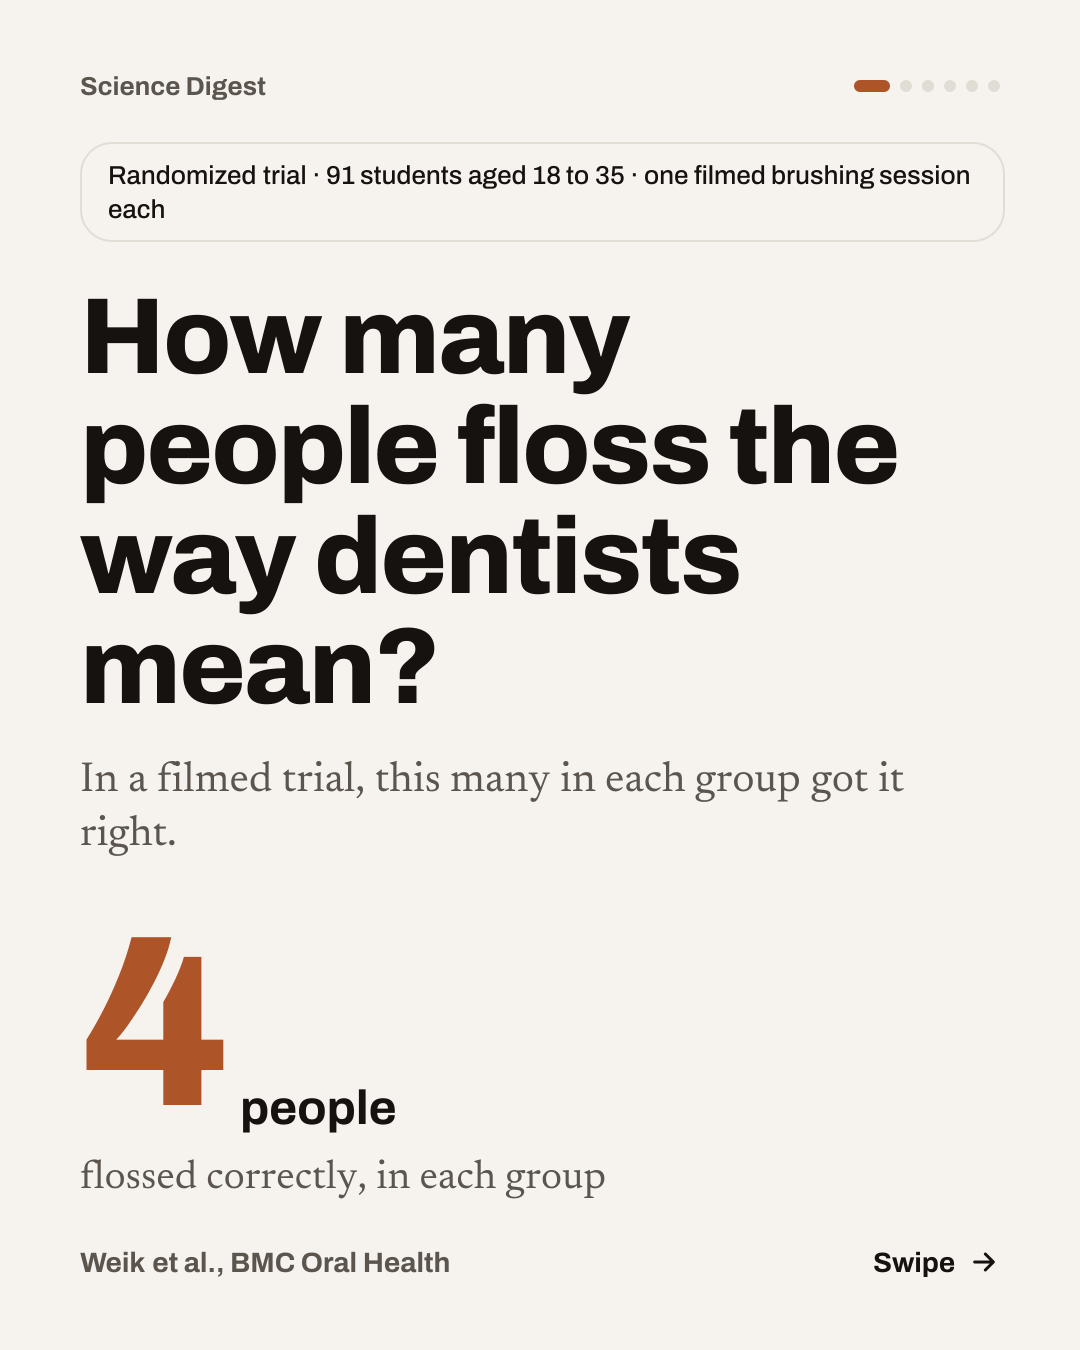 Science Digest
Randomized trial · 91 students aged 18 to 35 · one filmed brushing session
each
How many
people floss the
way dentists
mean?
In a filmed trial, this many in each group got it
right.
4 people
flossed correctly, in each group
Weik et al., BMC Oral Health
Swipe →